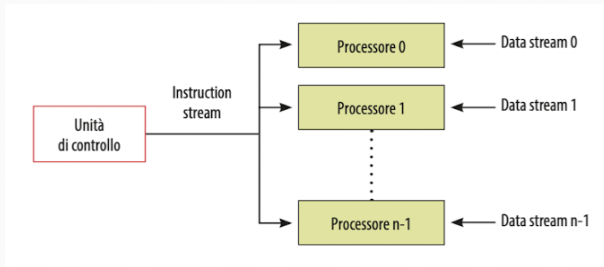 Processore 0
Data stream 0
Instruction
stream
Processore 1
Data stream 1
Unità
di controllo
Processore n-1
Data stream n-1